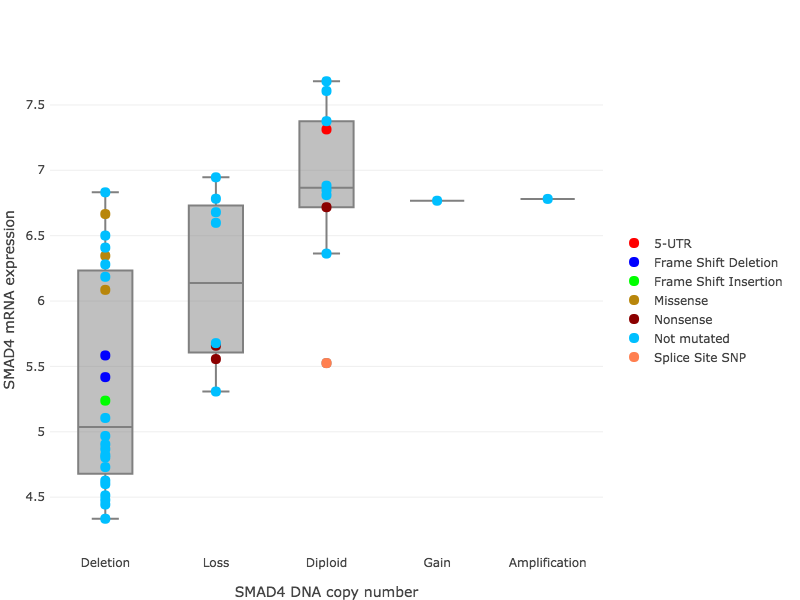 7.5
7
6.5
6
5.5
5
4.5
SMAD4 mRNA expression
Deletion
Loss
Diploid
Gain
Amplification
SMAD4 DNA copy number
5-UTR
Frame Shift Deletion
Frame Shift Insertion
Missense
Nonsense
Not mutated
Splice Site SNP